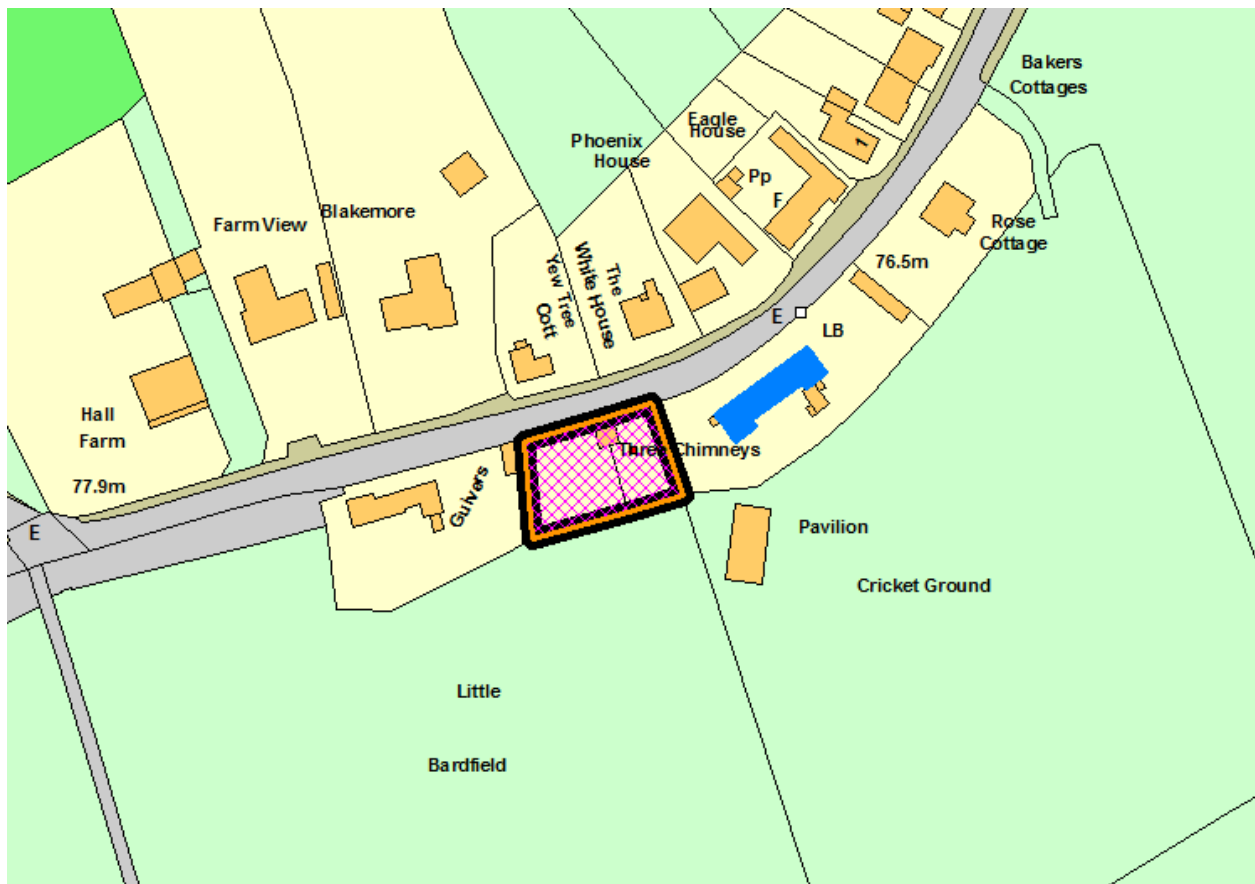 Bakers
Cottages
Eagle
House
Phoenix
House
1
Pp
F
Farm View
Blakemore
Rose
Cottage
The
White House
Yew Tree
Cott
76.5m
E
LB
Hall
Farm
Three Chimneys
77.9m
Guivers
E
Pavilion
Cricket Ground
Little
Bardfield